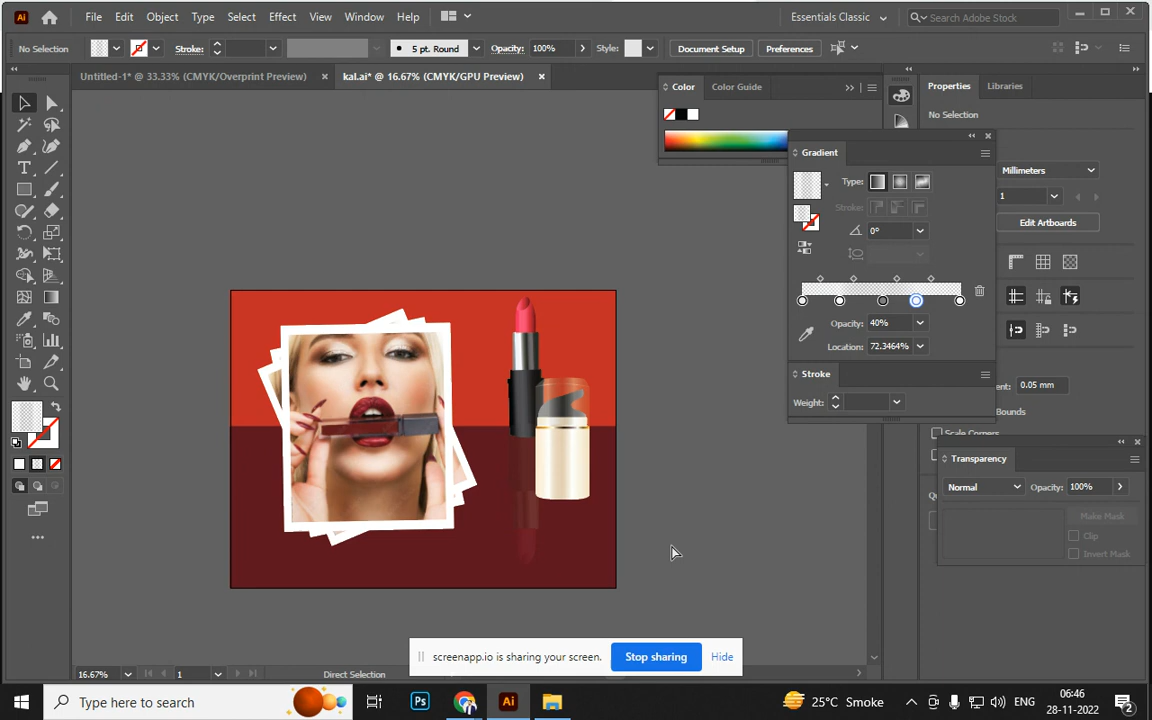 Ai File Edit Object Type Select Effect View Window Help Essentials Classic Search Adobe Stock
No Selection Stroke: 5 pt. Round Opacity: 100% Style: Document Setup Preferences
Untitled-1* @ 33.33% (CMYK/Overprint Preview) kal.ai* @ 16.67% (CMYK/GPU Preview)
Color Color Guide
Properties Libraries
No Selection
Gradient
Millimeters
Type:
1
Stroke:
Edit Artboards
0°
Opacity: 40%
Location: 72.3464%
Stroke
ent: 0.05 mm
Weight:
Bounds
Scale Corners
Transparency
Normal Opacity: 100%
Make Mask
Clip
Invert Mask
screenapp.io is sharing your screen. Stop sharing Hide
16.67% 1 Direct Selection
Type here to search Ps Ai 25°C Smoke ENG 06:46
28-11-2022 2